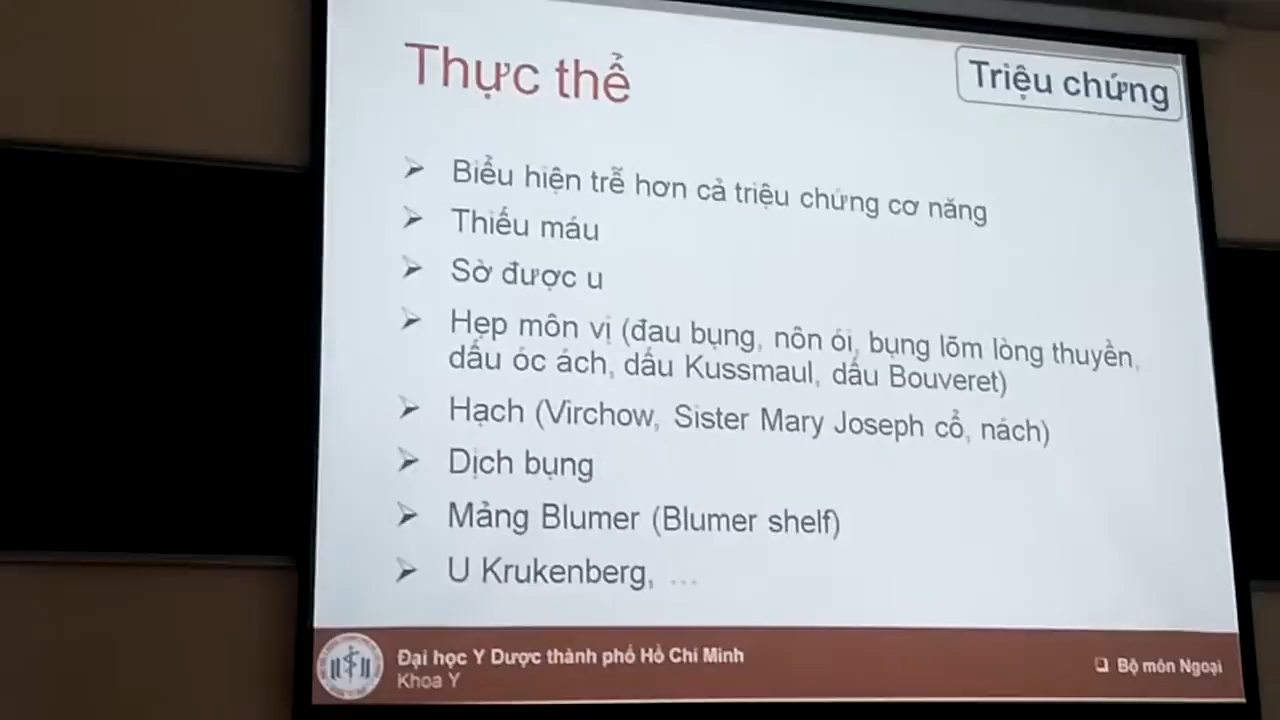 Thực thể
Triệu chứng
➢ Biểu hiện trễ hơn cả triệu chứng cơ năng
➢ Thiếu máu
➢ Sờ được u
➢ Hẹp môn vị (đau bụng, nôn ói, bụng lõm lòng thuyền,
dấu óc ách, dấu Kussmaul, dấu Bouveret)
➢ Hạch (Virchow, Sister Mary Joseph cổ, nách)
➢ Dịch bụng
➢ Mảng Blumer (Blumer shelf)
➢ U Krukenberg, ...
Đại học Y Dược thành phố Hồ Chí Minh
Khoa Y
❑ Bộ môn Ngoại